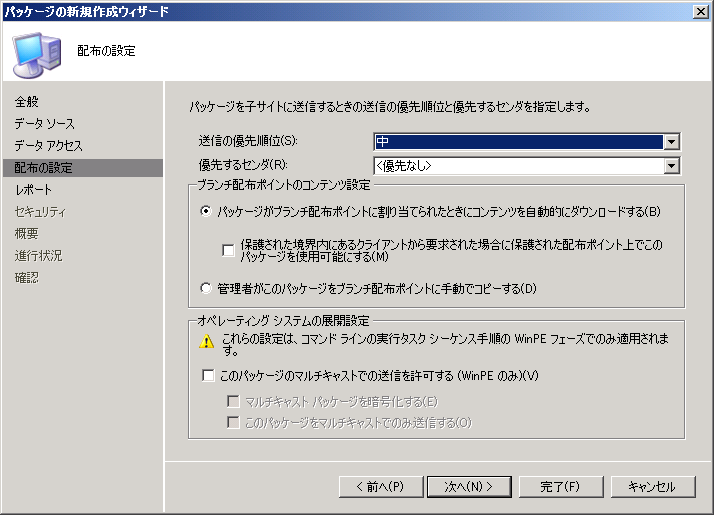 パッケージの新規作成ウィザード
配布の設定
全般
データ ソース
データ アクセス
配布の設定
レポート
セキュリティ
概要
進行状況
確認
パッケージを子サイトに送信するときの送信の優先順位と優先するセンダを指定します。
送信の優先順位(S):
中
優先するセンダ(R):
<優先なし>
ブランチ配布ポイントのコンテンツ設定
パッケージがブランチ配布ポイントに割り当てられたときにコンテンツを自動的にダウンロードする(B)
保護された境界内にあるクライアントから要求された場合に保護された配布ポイント上でこの
パッケージを使用可能にする(M)
管理者がこのパッケージをブランチ配布ポイントに手動でコピーする(D)
オペレーティング システムの展開設定
これらの設定は、コマンド ラインの実行タスク シーケンス手順の WinPE フェーズでのみ適用されま
す。
このパッケージのマルチキャストでの送信を許可する (WinPE のみ)(V)
マルチキャスト パッケージを暗号化する(E)
このパッケージをマルチキャストでのみ送信する(O)
< 前へ(P)
次へ(N) >
完了(F)
キャンセル